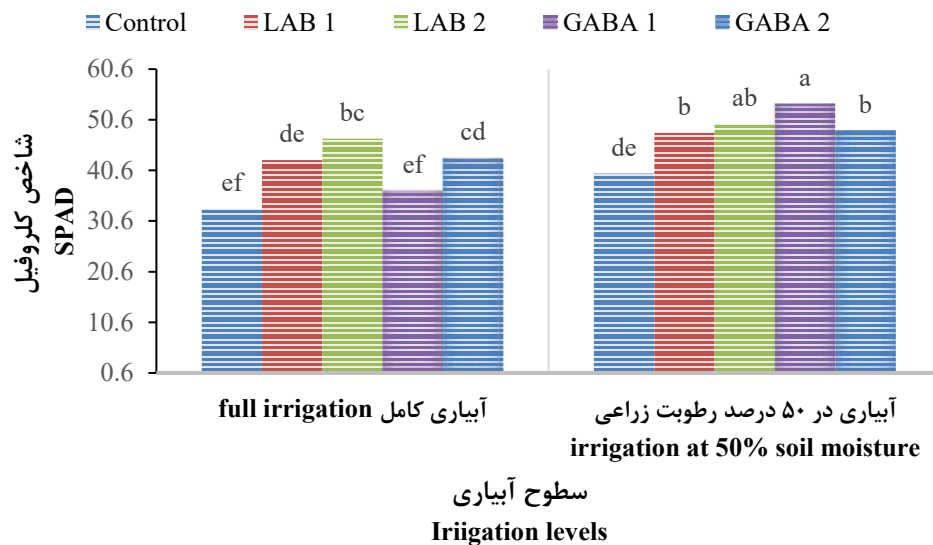 Control LAB 1 LAB 2 GABA 1 GABA 2
60.6
50.6
40.6
30.6
20.6
10.6
0.6
شاخص کلروفیل
SPAD
ef de bc ef cd
de b ab a b
آبیاری کامل full irrigation
آبیاری در ۵۰ درصد رطوبت زراعی
irrigation at 50% soil moisture
سطوح آبیاری
Iriigation levels